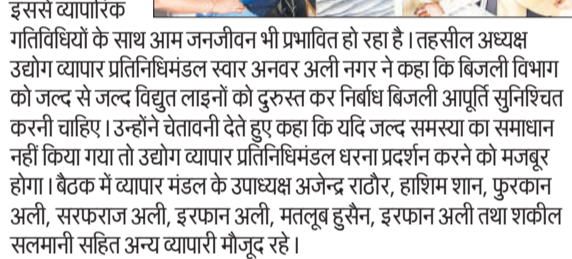 इससे व्यापारिक
गतिविधियों के साथ आम जनजीवन भी प्रभावित हो रहा है । तहसील अध्यक्ष
उद्योग व्यापार प्रतिनिधिमंडल स्वार अनवर अली नगर ने कहा कि बिजली विभाग
को जल्द से जल्द विद्युत लाइनों को दुरुस्त कर निर्बाध बिजली आपूर्ति सुनिश्चित
करनी चाहिए । उन्होंने चेतावनी देते हुए कहा कि यदि जल्द समस्या का समाधान
नहीं किया गया तो उद्योग व्यापार प्रतिनिधिमंडल धरना प्रदर्शन करने को मजबूर
होगा । बैठक में व्यापार मंडल के उपाध्यक्ष अजेन्द्र राठौर, हाशिम शान, फुरकान
अली, सरफराज अली, इरफान अली, मतलूब हुसैन, इरफान अली तथा शकील
सलमानी सहित अन्य व्यापारी मौजूद रहे ।